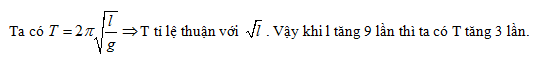 Ta có T = 2π√(l/g) ⇒ T tỉ lệ thuận với √l . Vậy khi l tăng 9 lần thì ta có T tăng 3 lần.